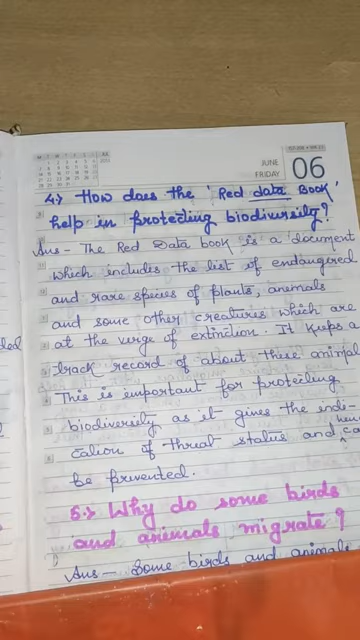 JUNE
FRIDAY
06
4.> How does the 'Red data Book'
help in protecting biodiversity?
Ans - The Red Data book is a document
which includes the list of endangered
and rare species of plants, anemals
and some other creatures which are
at the verge of extinction. It keeps a
track record of about these animal
This is important for protecting
biodiversity as it gives the indi-
cation of threat status and hence
be prevented.
5.> Why do some birds
and animals migrate?
Ans - Some birds and animals